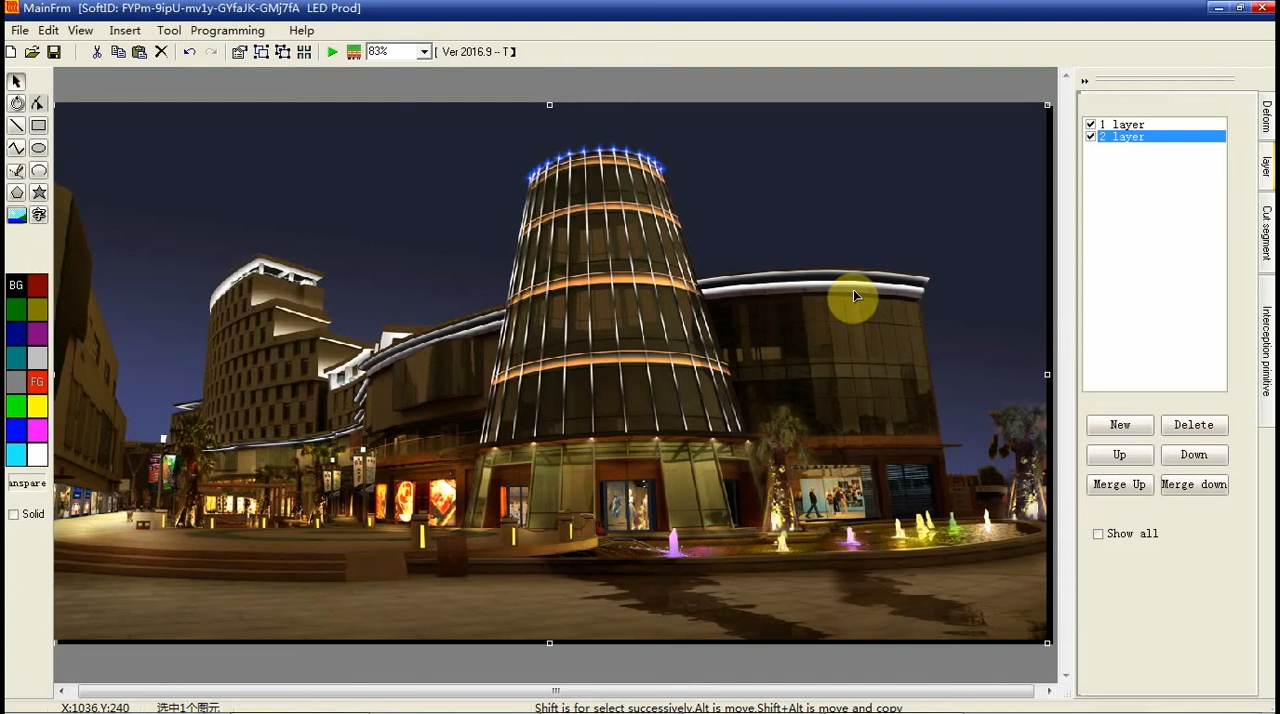 MainFrm [SoftID: FYPm-9ipU-mv1y-GYfaJK-GMj7fA LED Prod]
File Edit View Insert Tool Programming Help
83% [ Ver 2016.9 -- T ]
1 layer
2 layer
Deform
layer
Cut segment
Interception primitive
BG
FG
anspare
Solid
New Delete
Up Down
Merge Up Merge down
Show all
X:1036,Y:240 选中1个图元 Shift is for select successively,Alt is move,Shift+Alt is move and copy